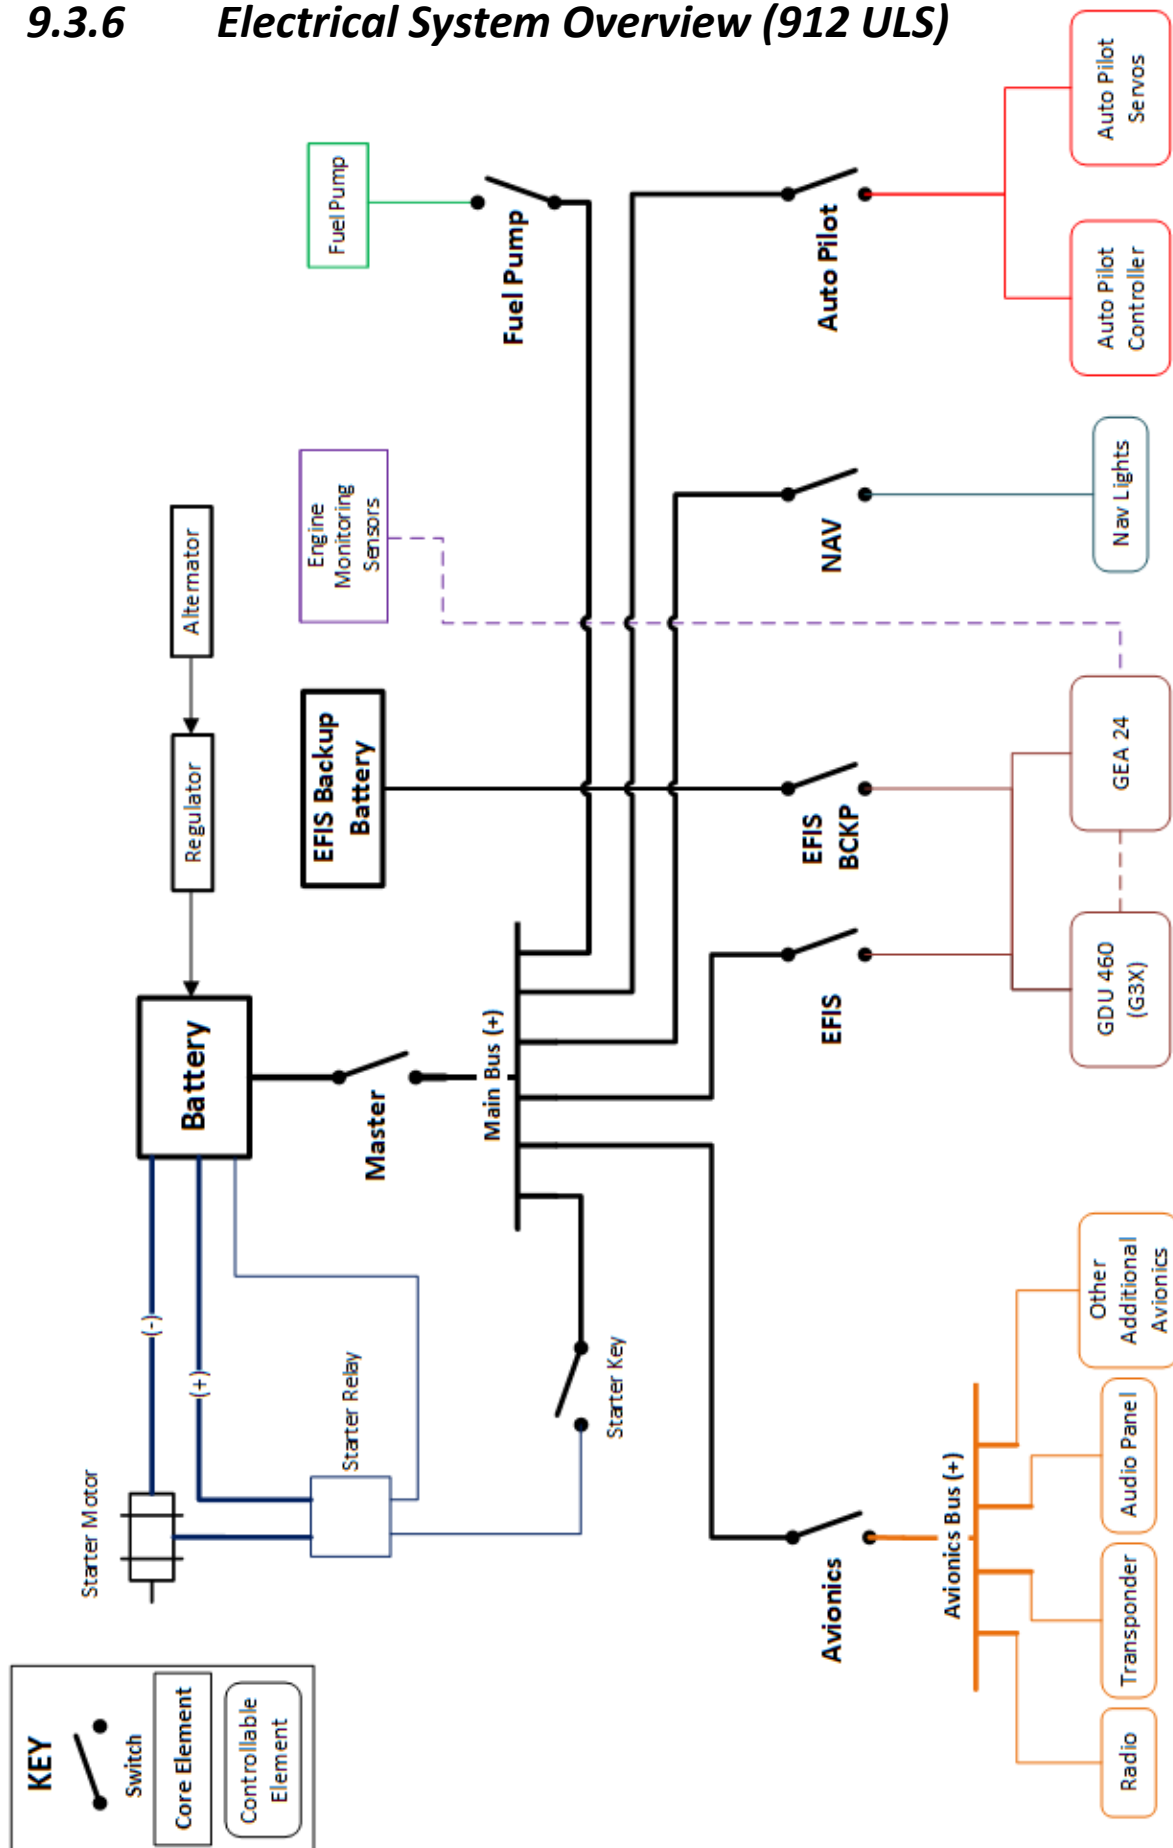 9.3.6 Electrical System Overview (912 ULS)
KEY
Switch
Core Element
Controllable
Element
Starter Motor
(-)
(+)
Starter Relay
Battery
Regulator
Alternator
Master
Main Bus (+)
Starter Key
EFIS Backup
Battery
Engine
Monitoring
Sensors
Fuel Pump
Fuel Pump
Avionics
EFIS
EFIS
BCKP
NAV
Auto Pilot
Avionics Bus (+)
Radio
Transponder
Audio Panel
Other
Additional
Avionics
GDU 460
(G3X)
GEA 24
Nav Lights
Auto Pilot
Controller
Auto Pilot
Servos